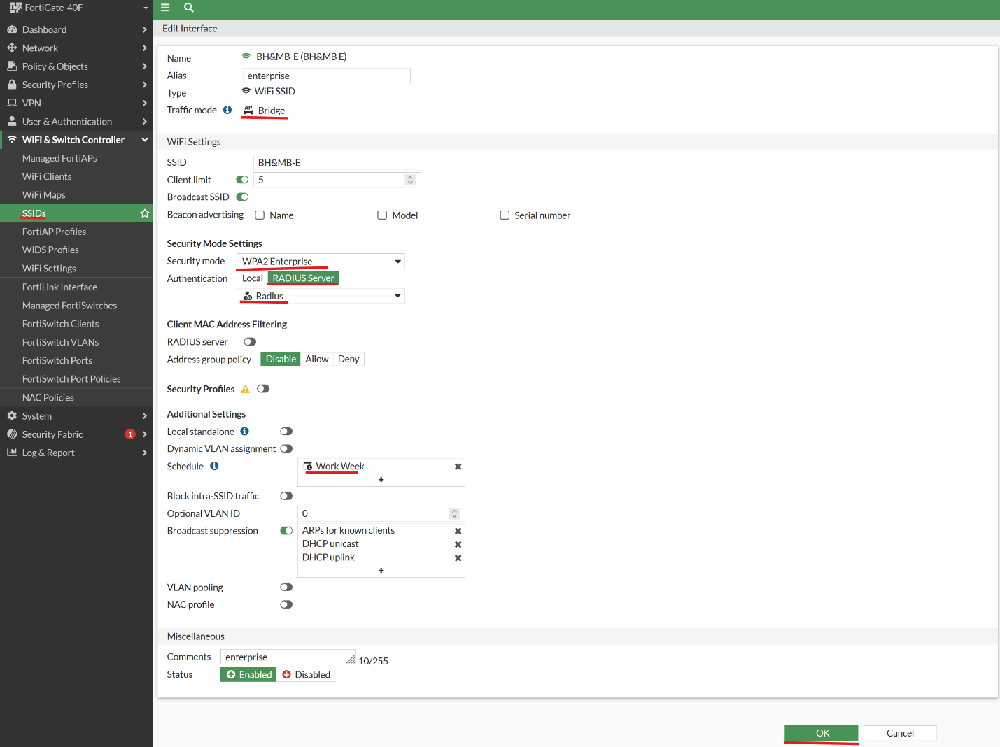 FortiGate-40F
Dashboard
Network
Policy & Objects
Security Profiles
VPN
User & Authentication
WiFi & Switch Controller
Managed FortiAPs
WiFi Clients
WiFi Maps
SSIDs
FortiAP Profiles
WIDS Profiles
WiFi Settings
FortiLink Interface
Managed FortiSwitches
FortiSwitch Clients
FortiSwitch VLANs
FortiSwitch Ports
FortiSwitch Port Policies
NAC Policies
System
Security Fabric 1
Log & Report
Edit Interface
Name BH&MB-E (BH&MB E)
Alias enterprise
Type WiFi SSID
Traffic mode AP Bridge
WiFi Settings
SSID BH&MB-E
Client limit 5
Broadcast SSID
Beacon advertising Name Model Serial number
Security Mode Settings
Security mode WPA2 Enterprise
Authentication Local RADIUS Server
Radius
Client MAC Address Filtering
RADIUS server
Address group policy Disable Allow Deny
Security Profiles
Additional Settings
Local standalone
Dynamic VLAN assignment
Schedule Work Week
Block intra-SSID traffic
Optional VLAN ID 0
Broadcast suppression ARPs for known clients
DHCP unicast
DHCP uplink
VLAN pooling
NAC profile
Miscellaneous
Comments enterprise 10/255
Status Enabled Disabled
OK Cancel